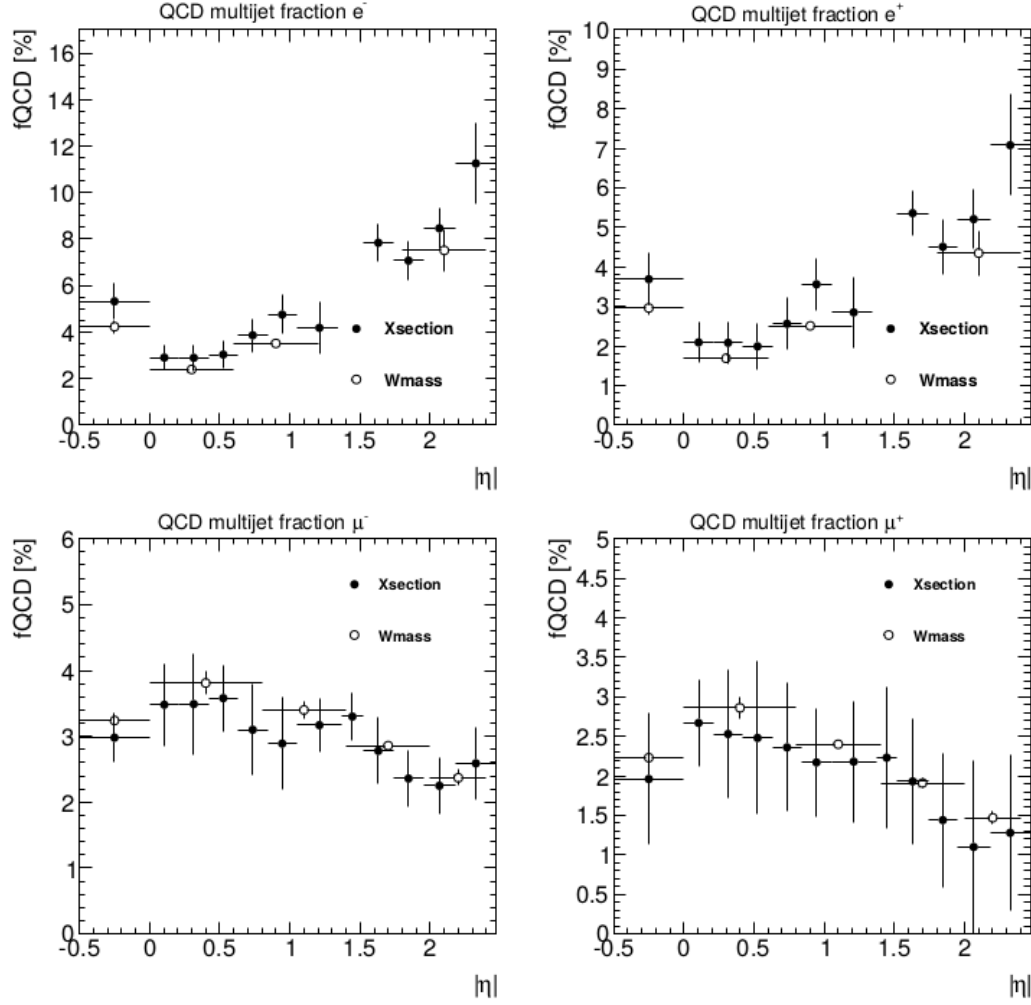 QCD multijet fraction e⁻
fQCD [%]
16
14
12
10
8
6
4
2
0
Xsection
Wmass
-0.5 0 0.5 1 1.5 2
|η|
QCD multijet fraction e⁺
fQCD [%]
10
9
8
7
6
5
4
3
2
1
0
Xsection
Wmass
-0.5 0 0.5 1 1.5 2
|η|
QCD multijet fraction μ⁻
fQCD [%]
6
5
4
3
2
1
0
Xsection
Wmass
-0.5 0 0.5 1 1.5 2
|η|
QCD multijet fraction μ⁺
fQCD [%]
5
4.5
4
3.5
3
2.5
2
1.5
1
0.5
0
Xsection
Wmass
-0.5 0 0.5 1 1.5 2
|η|